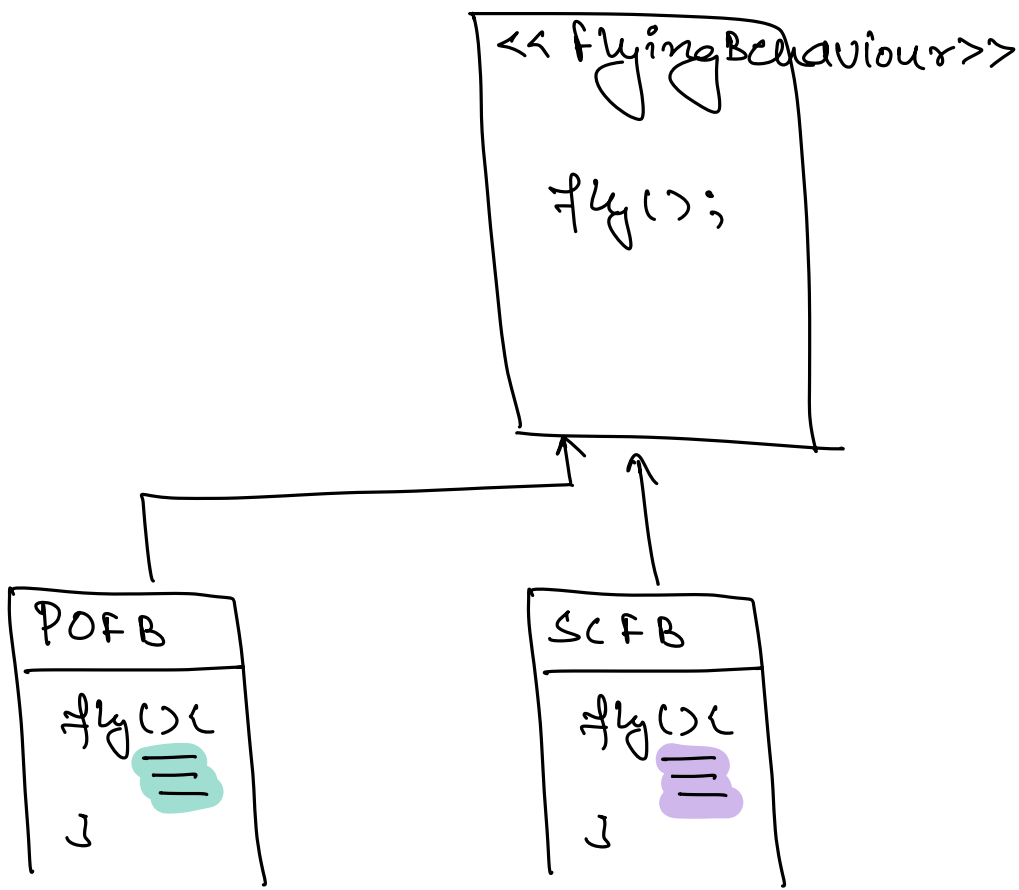 << FlyingBehaviour>>
fly();
POFB
fly(){
}
SCFB
fly(){
}